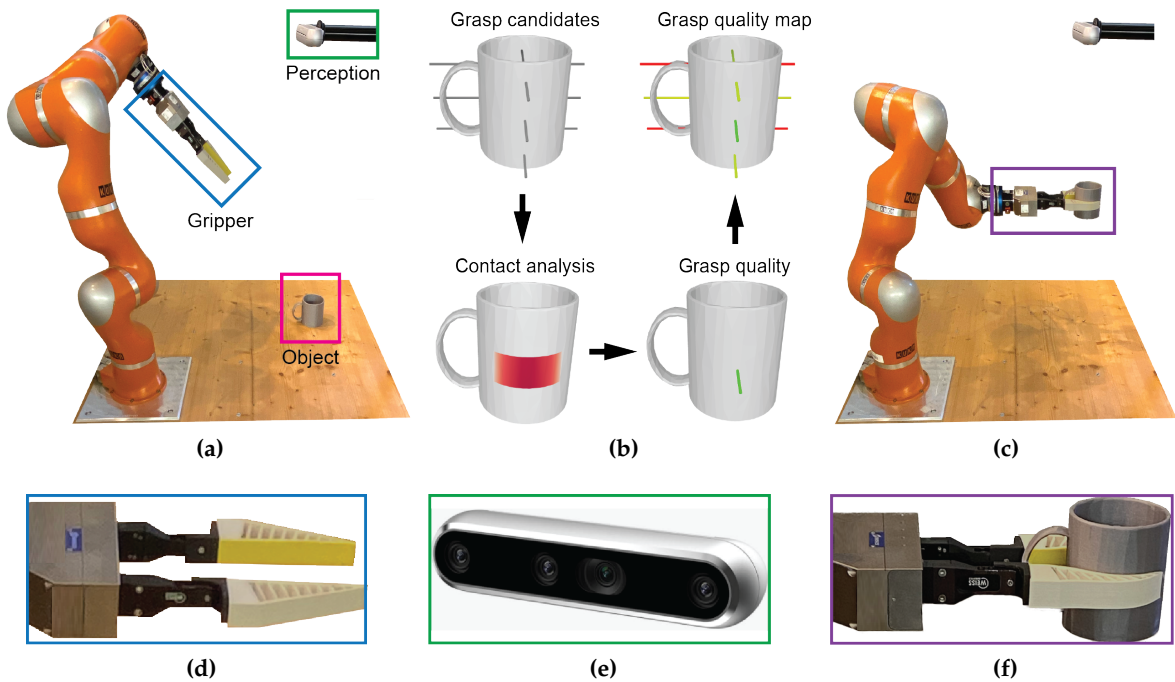 Grasp candidates
Grasp quality map
Perception
Gripper
Contact analysis
Grasp quality
Object
(a)
(b)
(c)
WEISS
(d)
(e)
(f)